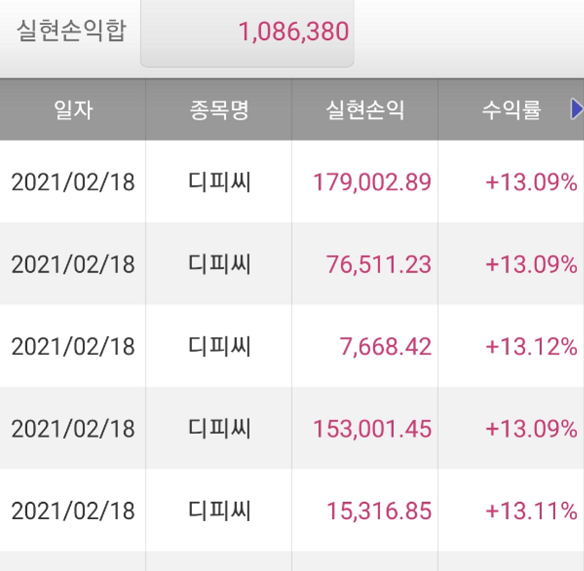 실현손익합 1,086,380
일자 종목명 실현손익 수익률
2021/02/18 디피씨 179,002.89 +13.09%
2021/02/18 디피씨 76,511.23 +13.09%
2021/02/18 디피씨 7,668.42 +13.12%
2021/02/18 디피씨 153,001.45 +13.09%
2021/02/18 디피씨 15,316.85 +13.11%